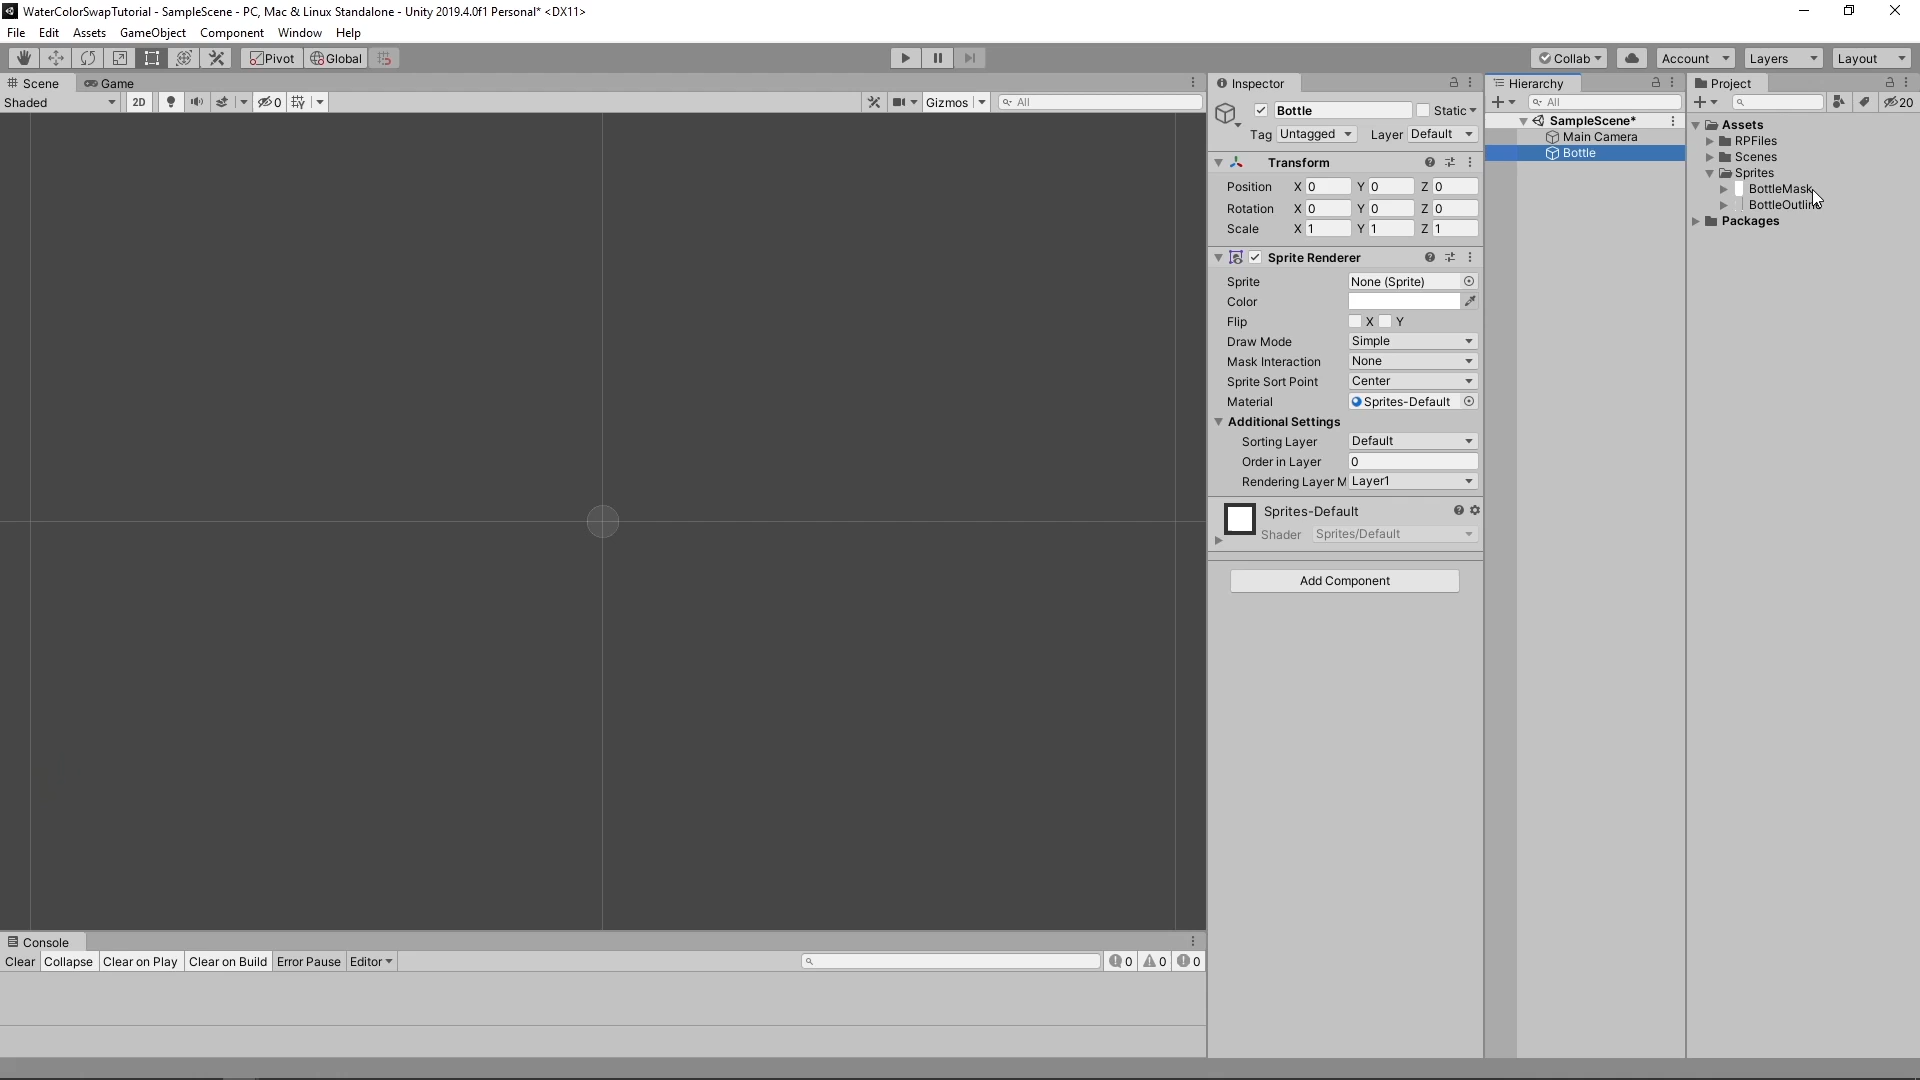 WaterColorSwapTutorial - SampleScene - PC, Mac & Linux Standalone - Unity 2019.4.0f1 Personal* <DX11>
File Edit Assets GameObject Component Window Help
Pivot Global Collab Account Layers Layout
Scene Game
Shaded 2D 0 Gizmos All
Inspector
Bottle Static
Tag Untagged Layer Default
Transform
Position X 0 Y 0 Z 0
Rotation X 0 Y 0 Z 0
Scale X 1 Y 1 Z 1
Sprite Renderer
Sprite None (Sprite)
Color
Flip X Y
Draw Mode Simple
Mask Interaction None
Sprite Sort Point Center
Material Sprites-Default
Additional Settings
Sorting Layer Default
Order in Layer 0
Rendering Layer M Layer1
Sprites-Default
Shader Sprites/Default
Add Component
Hierarchy
All
SampleScene*
Main Camera
Bottle
Project
20
Assets
RPFiles
Scenes
Sprites
BottleMask
BottleOutline
Packages
Console
Clear Collapse Clear on Play Clear on Build Error Pause Editor 0 0 0